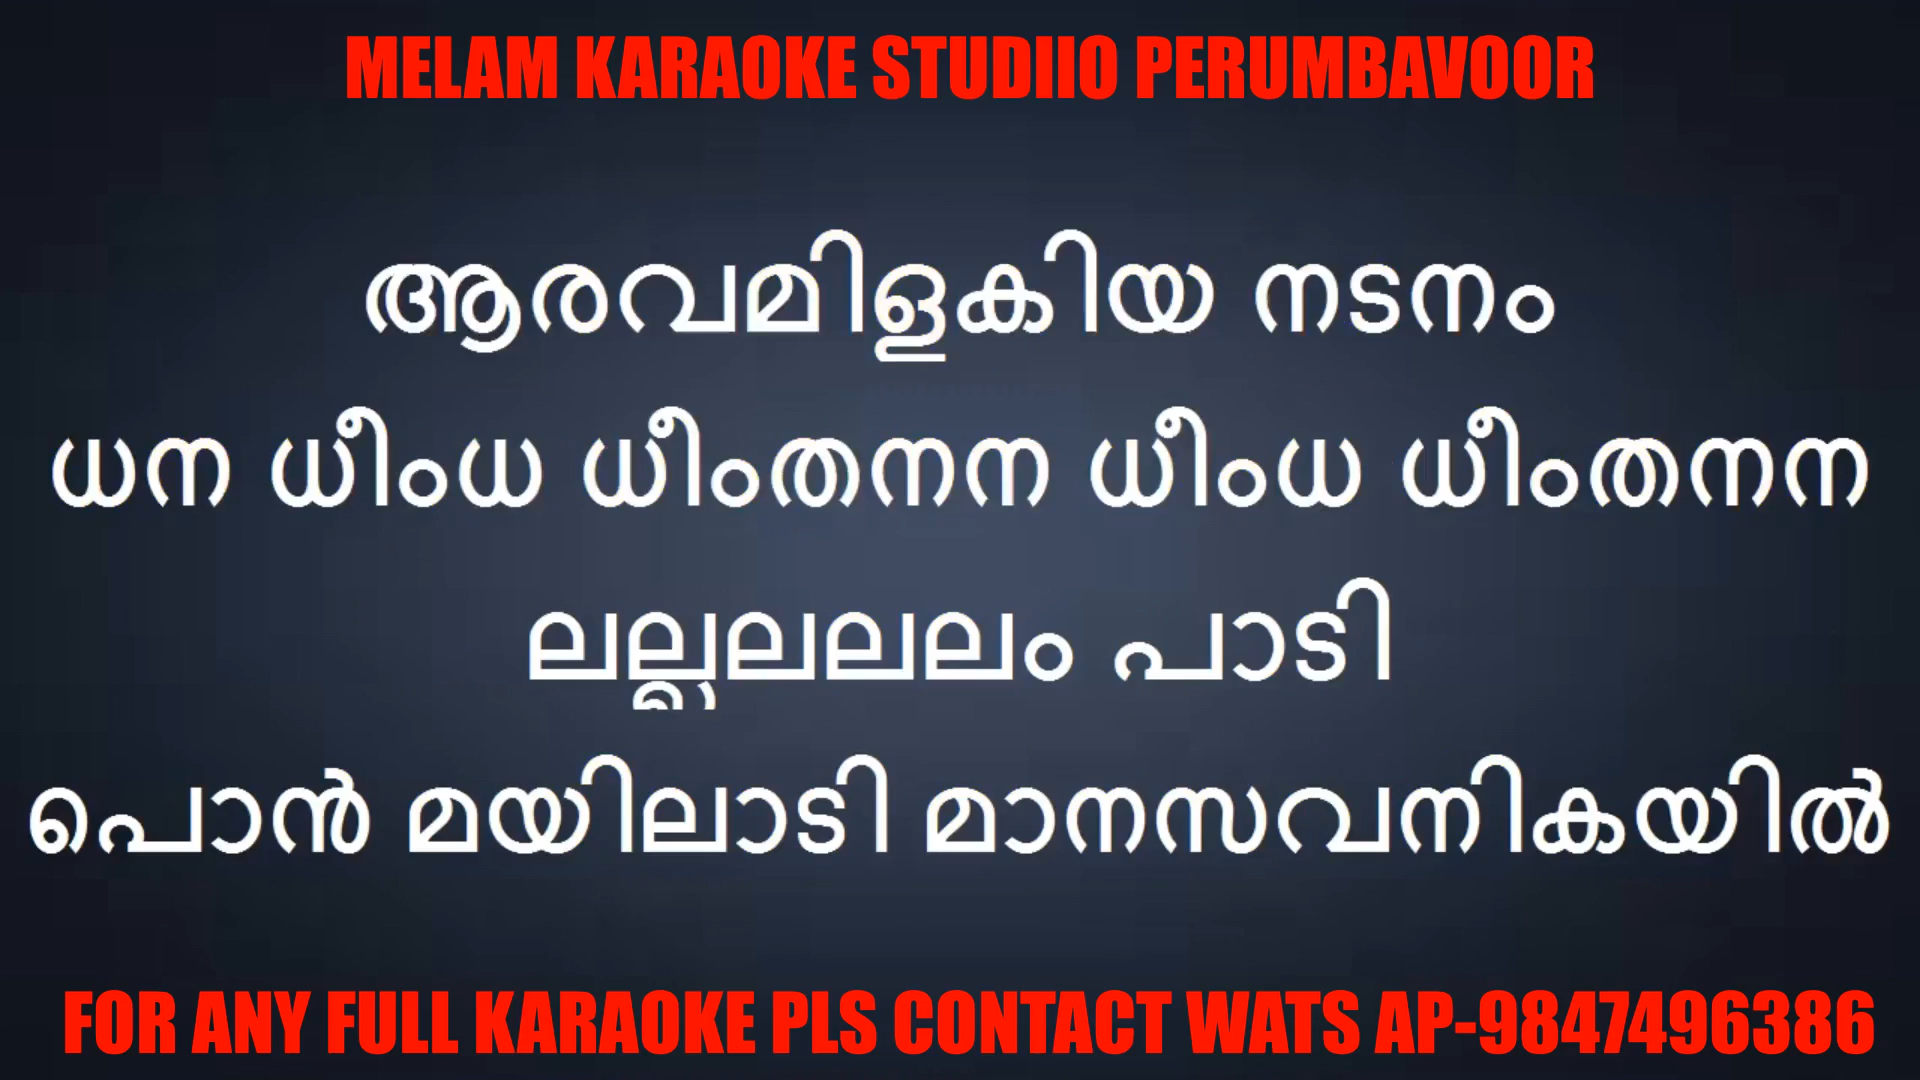 MELAM KARAOKE STUDIIO PERUMBAVOOR
ആരവമിളകിയ നടനം
ധന ധീംധ ധീംതനന ധീംധ ധീംതനന
ലല്ലലലലം പാടി
പൊൻ മയിലാടി മാനസവനികയിൽ
FOR ANY FULL KARAOKE PLS CONTACT WATS AP-9847496386